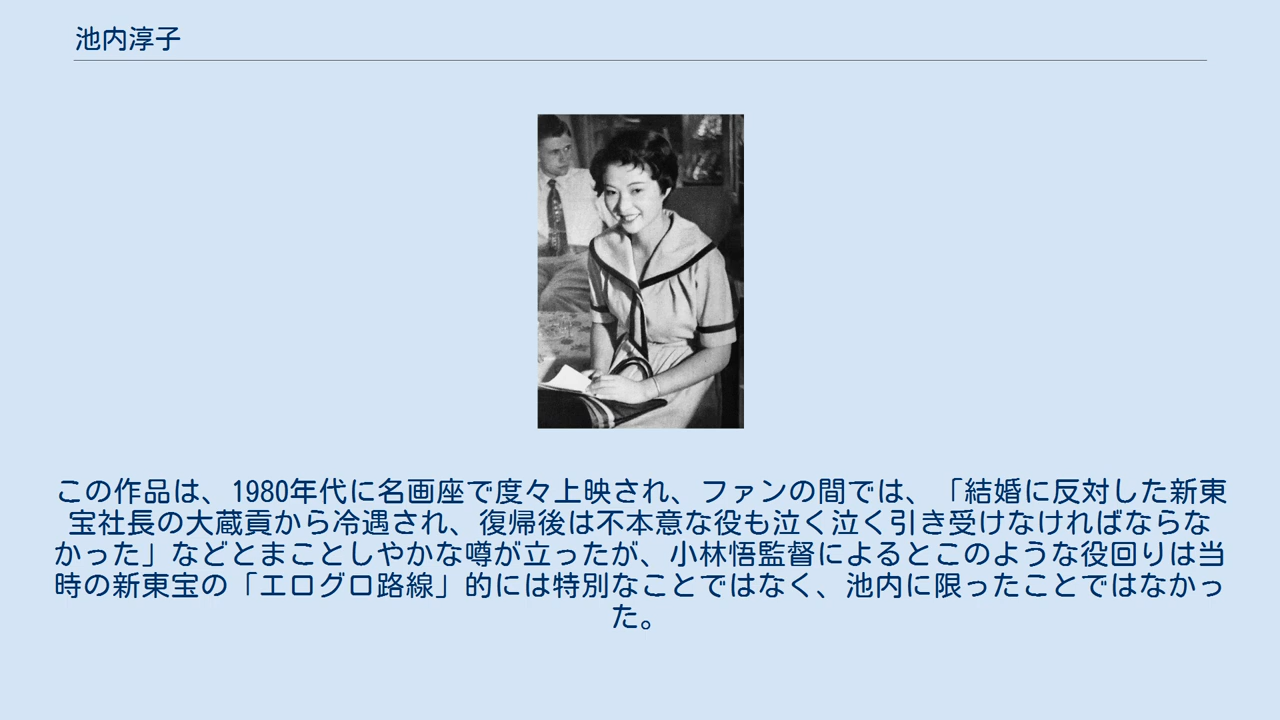 池内淳子
この作品は、1980年代に名画座で度々上映され、ファンの間では、「結婚に反対した新東
宝社長の大蔵貢から冷遇され、復帰後は不本意な役も泣く泣く引き受けなければならな
かった」などとまことしやかな噂が立ったが、小林悟監督によるとこのような役回りは当
時の新東宝の「エログロ路線」的には特別なことではなく、池内に限ったことではなかっ
た。